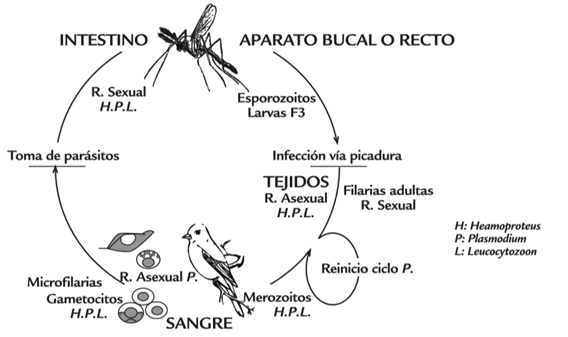 INTESTINO
APARATO BUCAL O RECTO
R. Sexual
H.P.L.
Esporozoitos
Larvas F3
Toma de parásitos
Infección vía picadura
TEJIDOS
R. Asexual
H.P.L.
Filarias adultas
R. Sexual
H: Heamoproteus
P: Plasmodium
L: Leucocytozoon
Reinicio ciclo P.
R. Asexual P.
Microfilarias
Gametocitos
H.P.L.
Merozoitos
H.P.L.
SANGRE